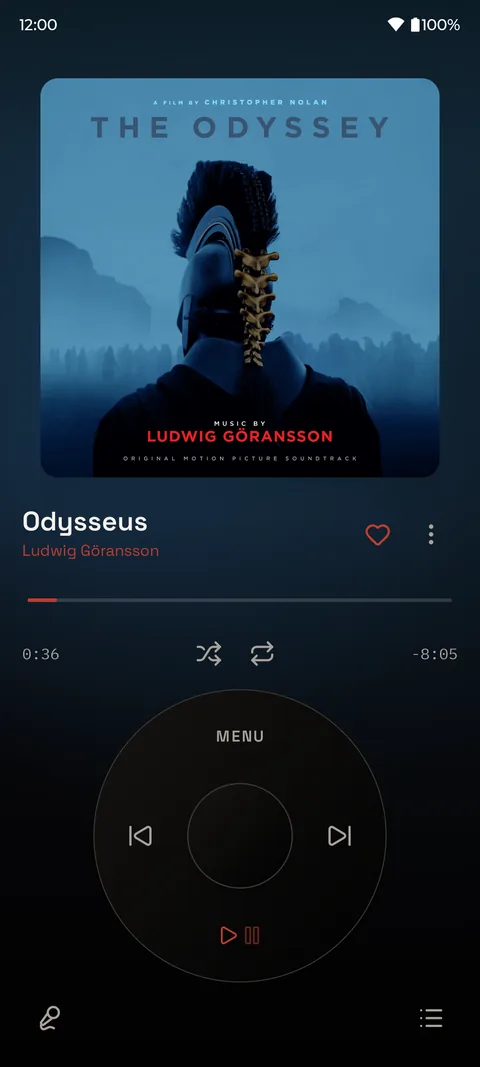 12:00
100%
A FILM BY CHRISTOPHER NOLAN
THE ODYSSEY
MUSIC BY
LUDWIG GÖRANSSON
ORIGINAL MOTION PICTURE SOUNDTRACK
Odysseus
Ludwig Göransson
0:36
-8:05
MENU